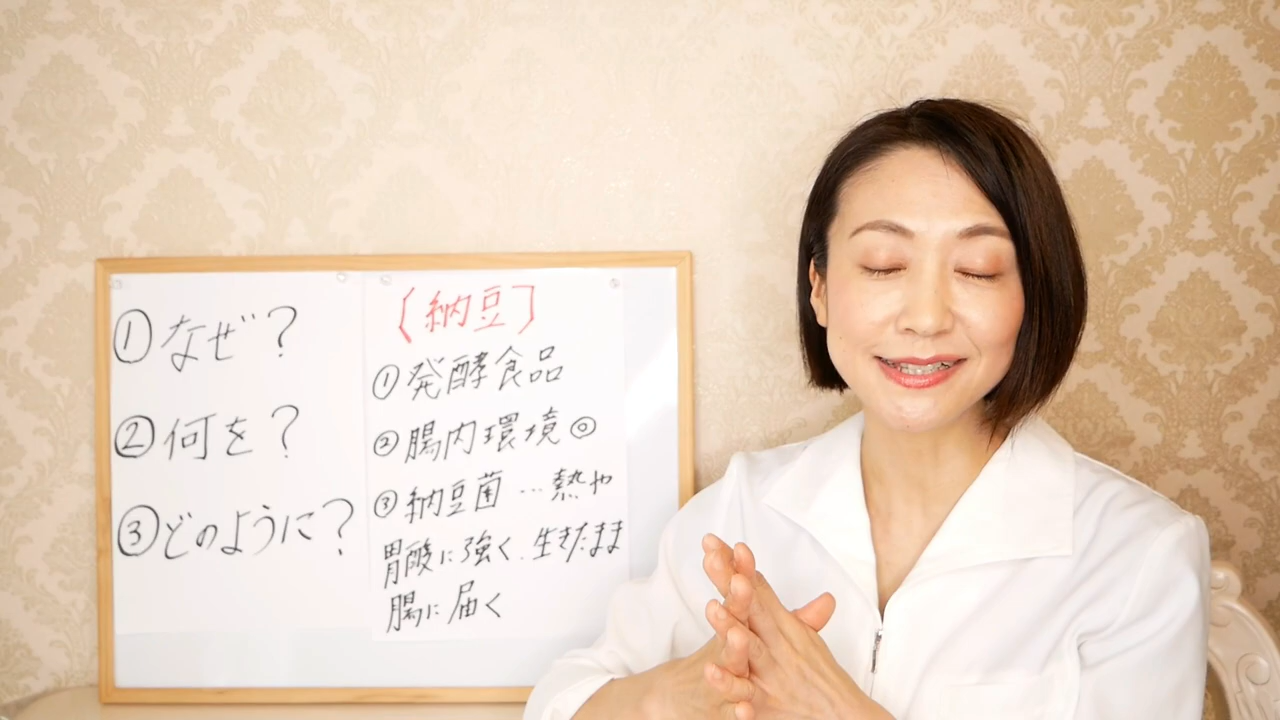 ① なぜ？
② 何を？
③ どのように？
〔納豆〕
① 発酵食品
② 腸内環境◎
③ 納豆菌 … 熱や
胃酸に強く、生きたまま
腸に届く